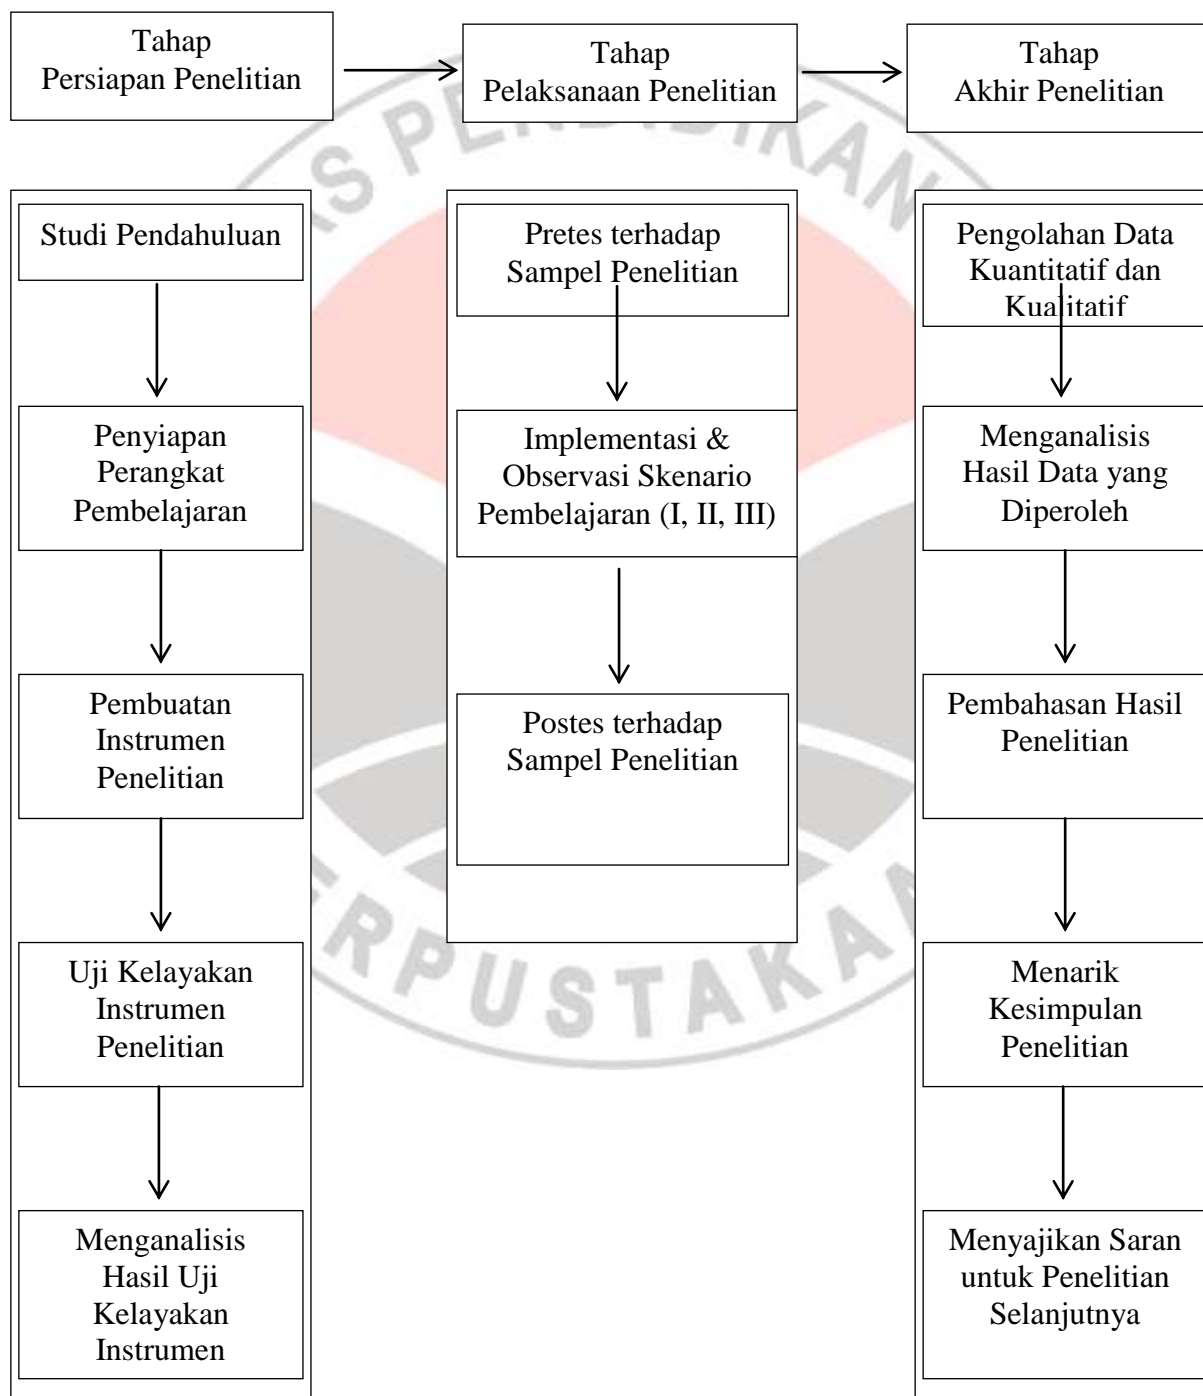 Tahap
Persiapan Penelitian
Tahap
Pelaksanaan Penelitian
Tahap
Akhir Penelitian
Studi Pendahuluan
Penyiapan
Perangkat
Pembelajaran
Pembuatan
Instrumen
Penelitian
Uji Kelayakan
Instrumen
Penelitian
Menganalisis
Hasil Uji
Kelayakan
Instrumen
Pretes terhadap
Sampel Penelitian
Implementasi &
Observasi Skenario
Pembelajaran (I, II, III)
Postes terhadap
Sampel Penelitian
Pengolahan Data
Kuantitatif dan
Kualitatif
Menganalisis
Hasil Data yang
Diperoleh
Pembahasan Hasil
Penelitian
Menarik
Kesimpulan
Penelitian
Menyajikan Saran
untuk Penelitian
Selanjutnya